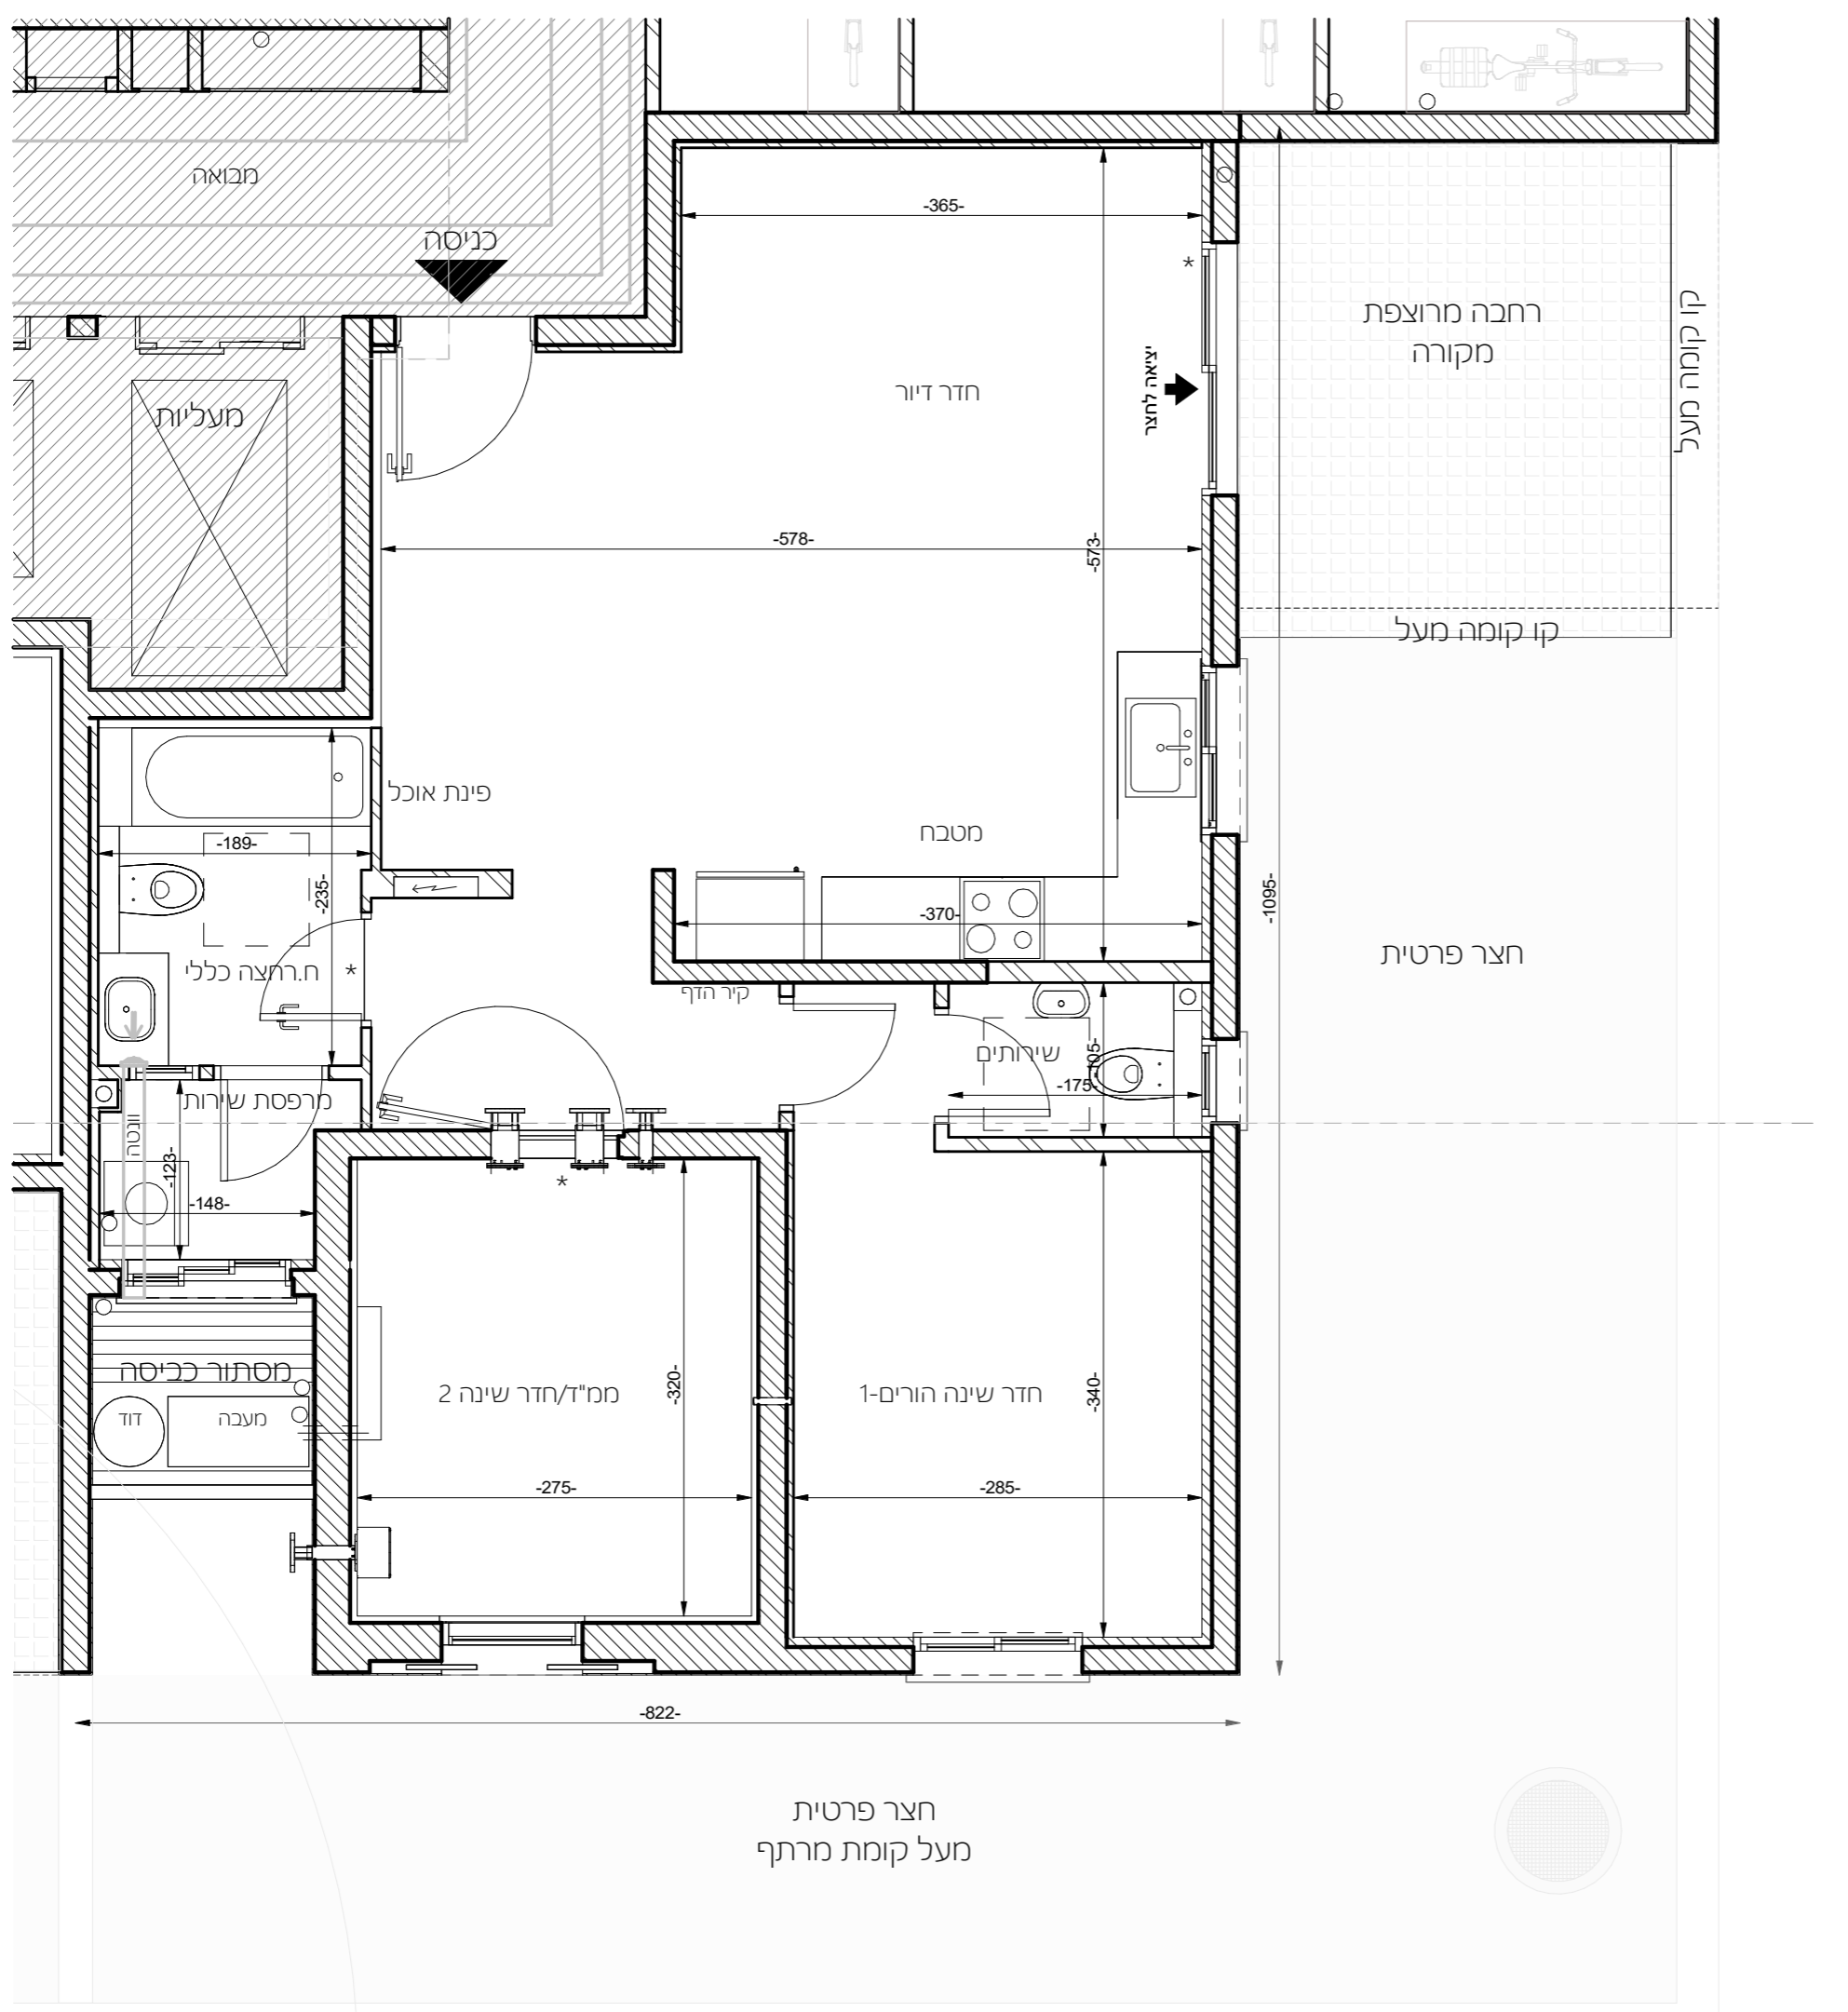 מבואה
כניסה
-365-
*
רחבה מרוצפת
מקורה
קו קומה מעל
יציאה לחצר
חדר דיור
מעליות
-578-
-573-
קו קומה מעל
פינת אוכל
מטבח
-189-
-235-
-370-
-1095-
חצר פרטית
ח.רחצה כללי
*
קיר הדף
שירותים
-105-
-175-
מרפסת שירות
וונטה
-123-
-148-
*
מסתור כביסה
דוד
מעבה
ממ"ד/חדר שינה 2
-320-
חדר שינה הורים-1
-340-
-275-
-285-
-822-
חצר פרטית
מעל קומת מרתף